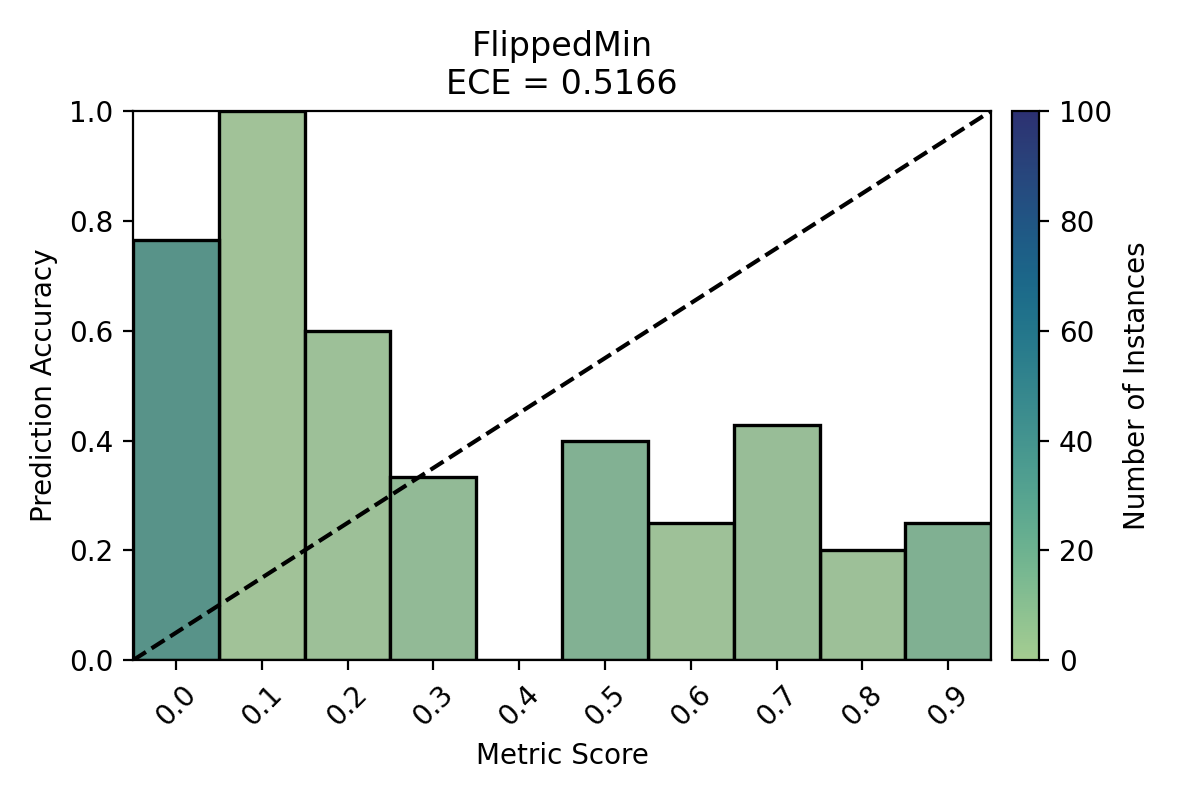 FlippedMin
ECE = 0.5166
Prediction Accuracy
1.0
0.8
0.6
0.4
0.2
0.0
0.0 0.1 0.2 0.3 0.4 0.5 0.6 0.7 0.8 0.9
Metric Score
100
80
60
40
20
0
Number of Instances